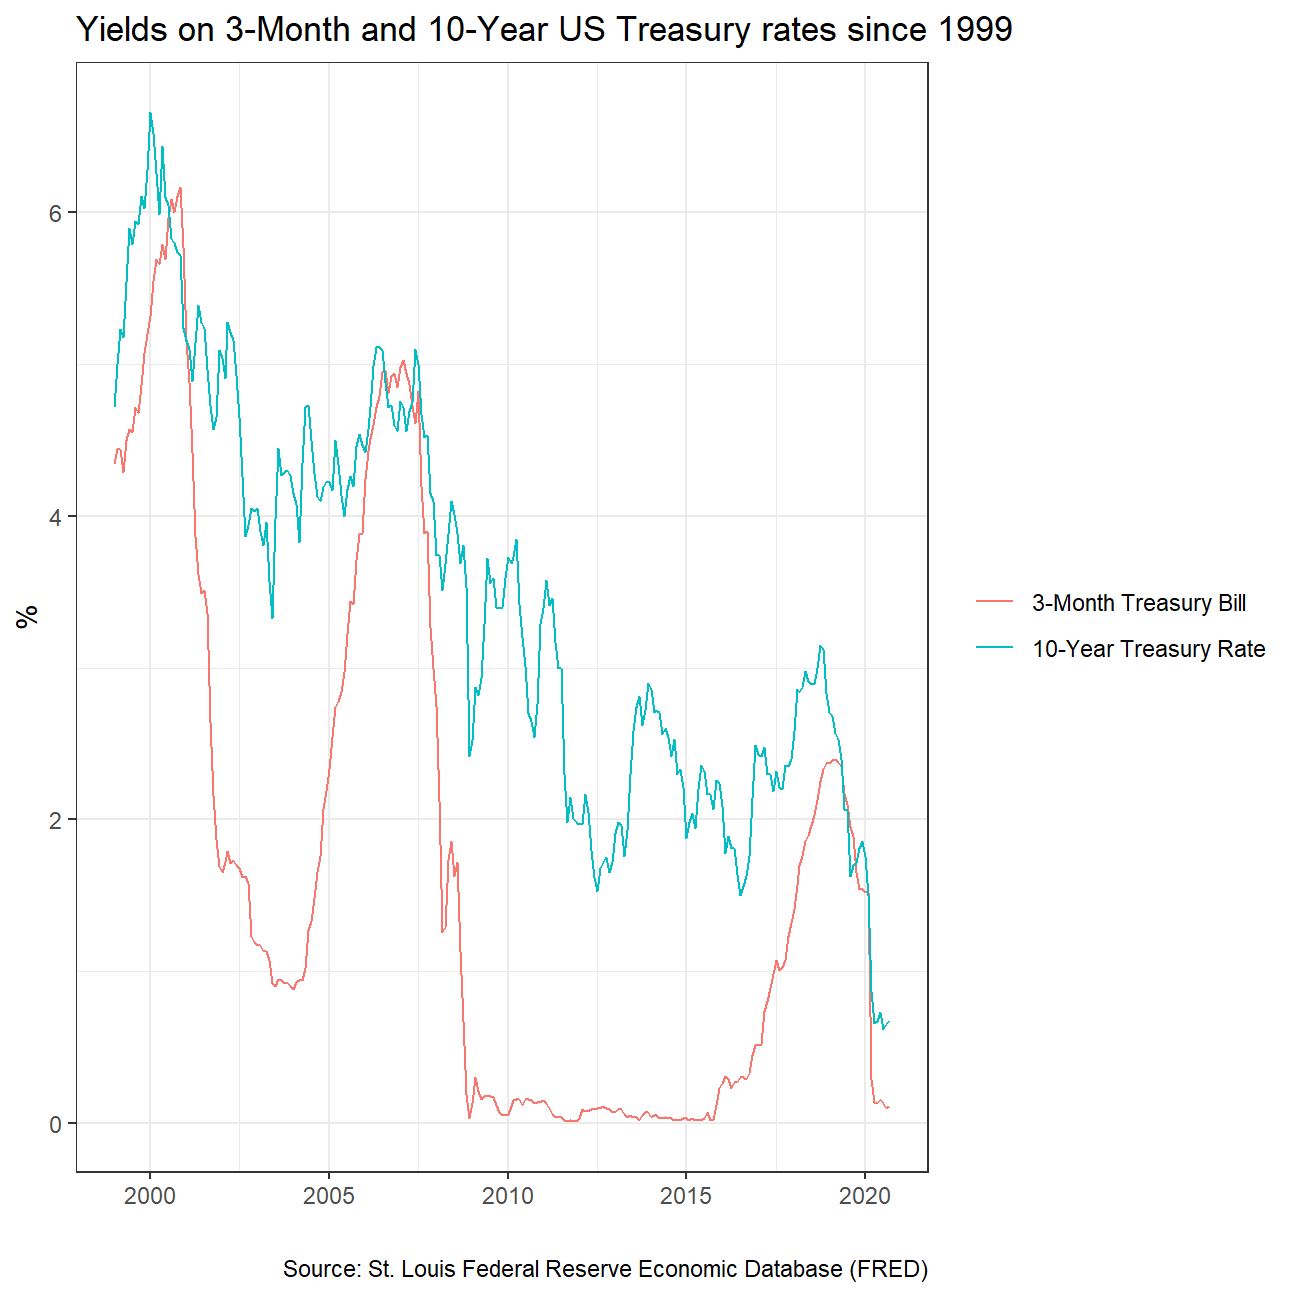 Yields on 3-Month and 10-Year US Treasury rates since 1999
6
4
2
0
%
2000
2005
2010
2015
2020
3-Month Treasury Bill
10-Year Treasury Rate
Source: St. Louis Federal Reserve Economic Database (FRED)